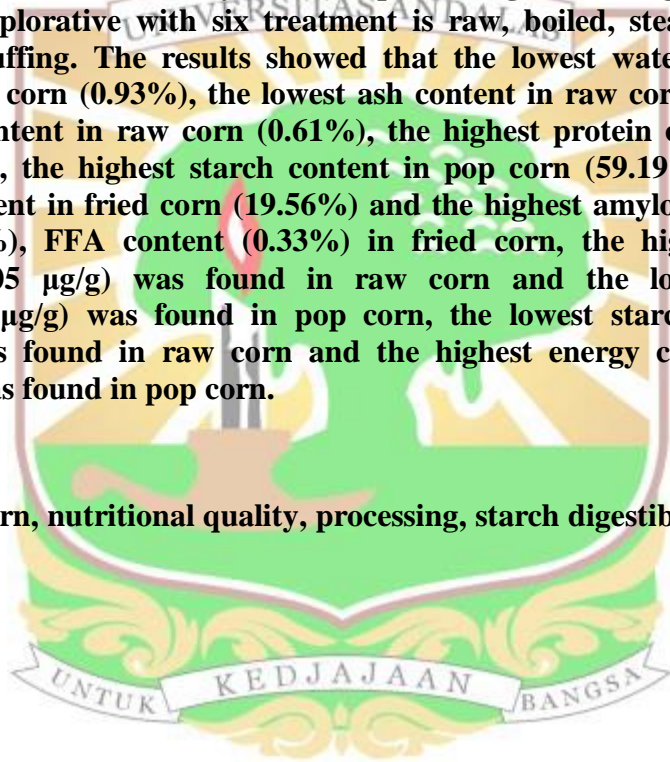 UNIVERSITAS ANDALAS
plorative with six treatment is raw, boiled, stea
uffing. The results showed that the lowest wate
corn (0.93%), the lowest ash content in raw cor
ntent in raw corn (0.61%), the highest protein c
, the highest starch content in pop corn (59.19
ent in fried corn (19.56%) and the highest amylo
%), FFA content (0.33%) in fried corn, the hig
05 µg/g) was found in raw corn and the lo
µg/g) was found in pop corn, the lowest starc
s found in raw corn and the highest energy c
as found in pop corn.
rn, nutritional quality, processing, starch digestib
UNTUK KEDJAJAAN BANGSA